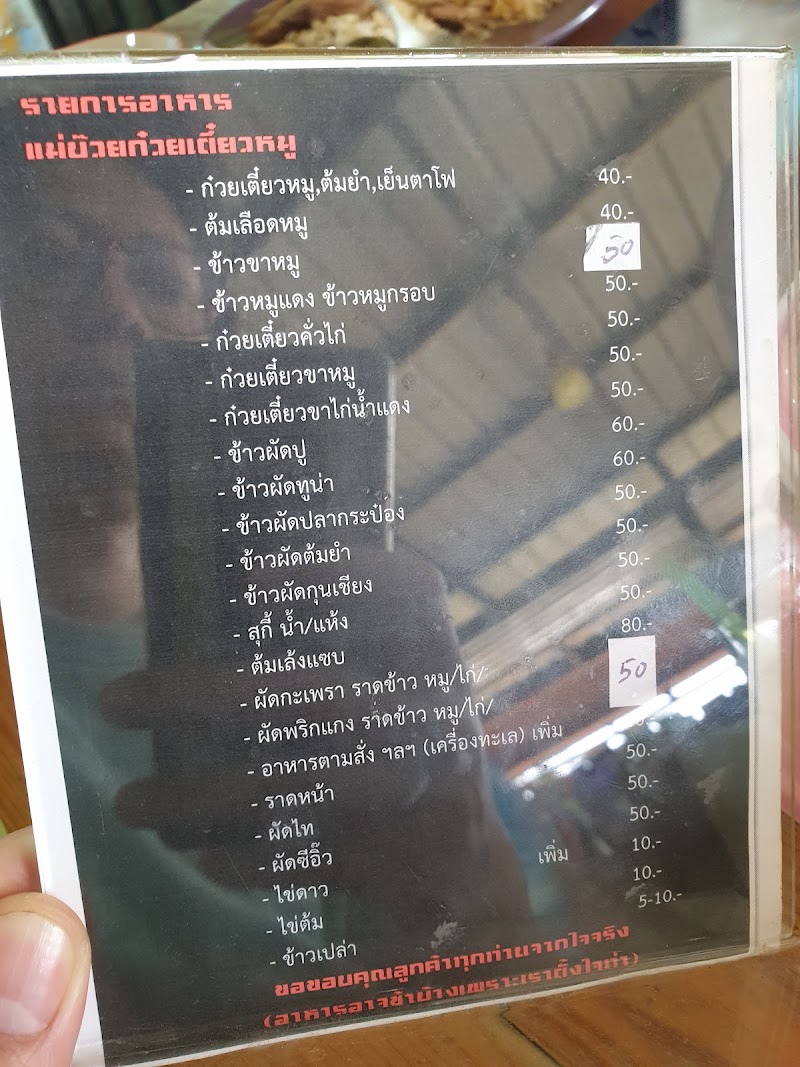 รายการอาหาร
แม่บ๊วยก๋วยเตี๋ยวหมู
- ก๋วยเตี๋ยวหมู,ต้มยำ,เย็นตาโฟ 40.-
- ต้มเลือดหมู 40.-
- ข้าวขาหมู 50
- ข้าวหมูแดง ข้าวหมูกรอบ 50.-
- ก๋วยเตี๋ยวคั่วไก่ 50.-
- ก๋วยเตี๋ยวขาหมู 50.-
- ก๋วยเตี๋ยวขาไก่น้ำแดง 50.-
- ข้าวผัดปู 60.-
- ข้าวผัดทูน่า 60.-
- ข้าวผัดปลากระป๋อง 50.-
- ข้าวผัดต้มยำ 50.-
- ข้าวผัดกุนเชียง 50.-
- สุกี้ น้ำ/แห้ง 50.-
- ต้มเล้งแซบ 80.-
- ผัดกะเพรา ราดข้าว หมู/ไก่/ 50
- ผัดพริกแกง ราดข้าว หมู/ไก่/
- อาหารตามสั่ง ฯลฯ (เครื่องทะเล) เพิ่ม
- ราดหน้า 50.-
- ผัดไท 50.-
- ผัดซีอิ๊ว 50.-
- ไข่ดาว เพิ่ม 10.-
- ไข่ต้ม 10.-
- ข้าวเปล่า 5-10.-
ขอขอบคุณลูกค้าทุกท่านจากใจจริง
(อาหารอาจช้าบ้างเพราะเราตั้งใจทำ)